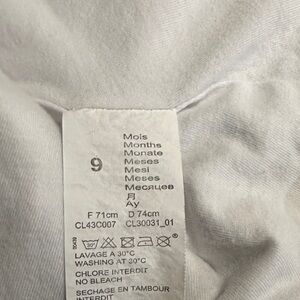 9
Mois
Months
Monate
Meses
Mesi
Meses
Месяцев
月
Ay
F 71cm D 74cm
CL43C007 CL30031_01
LAVAGE A 30°C
WASHING AT 30°C
CHLORE INTERDIT
NO BLEACH
SECHAGE EN TAMBOUR
INTERDIT